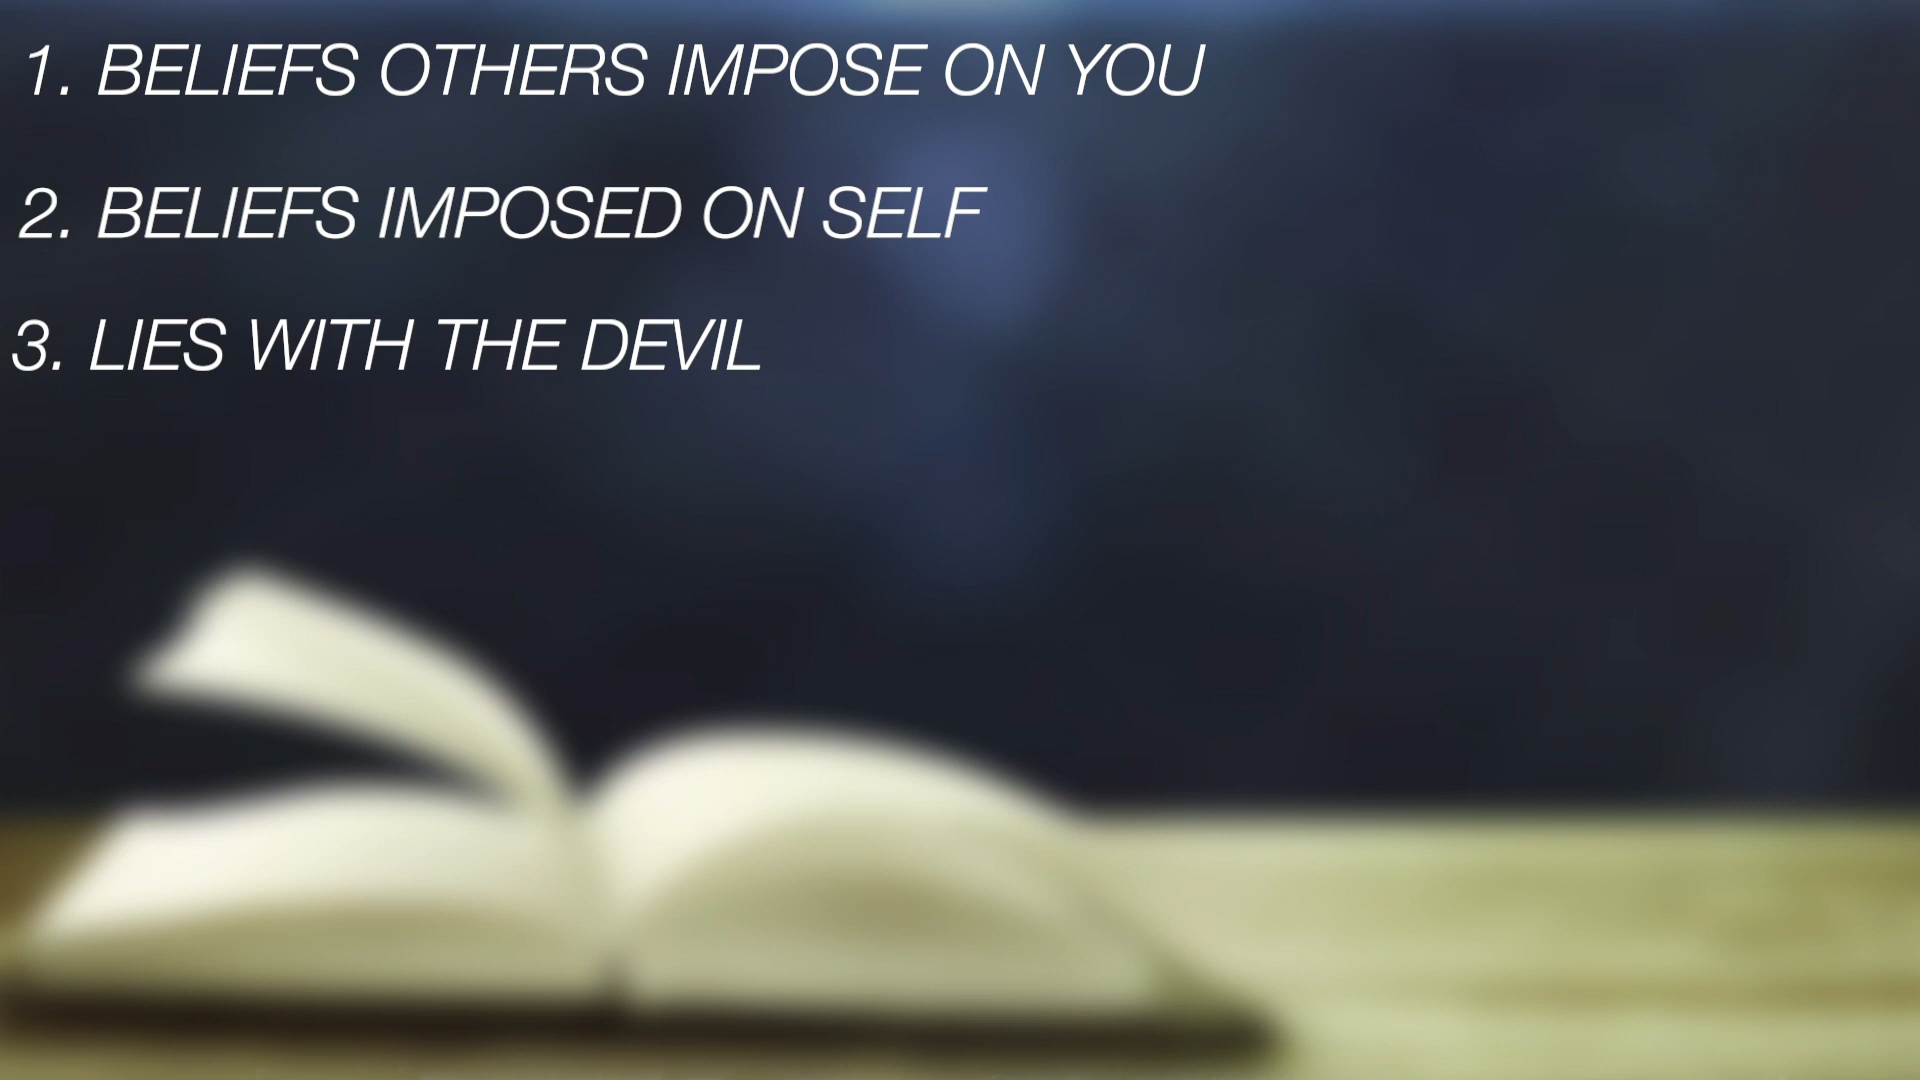 1. BELIEFS OTHERS IMPOSE ON YOU
2. BELIEFS IMPOSED ON SELF
3. LIES WITH THE DEVIL